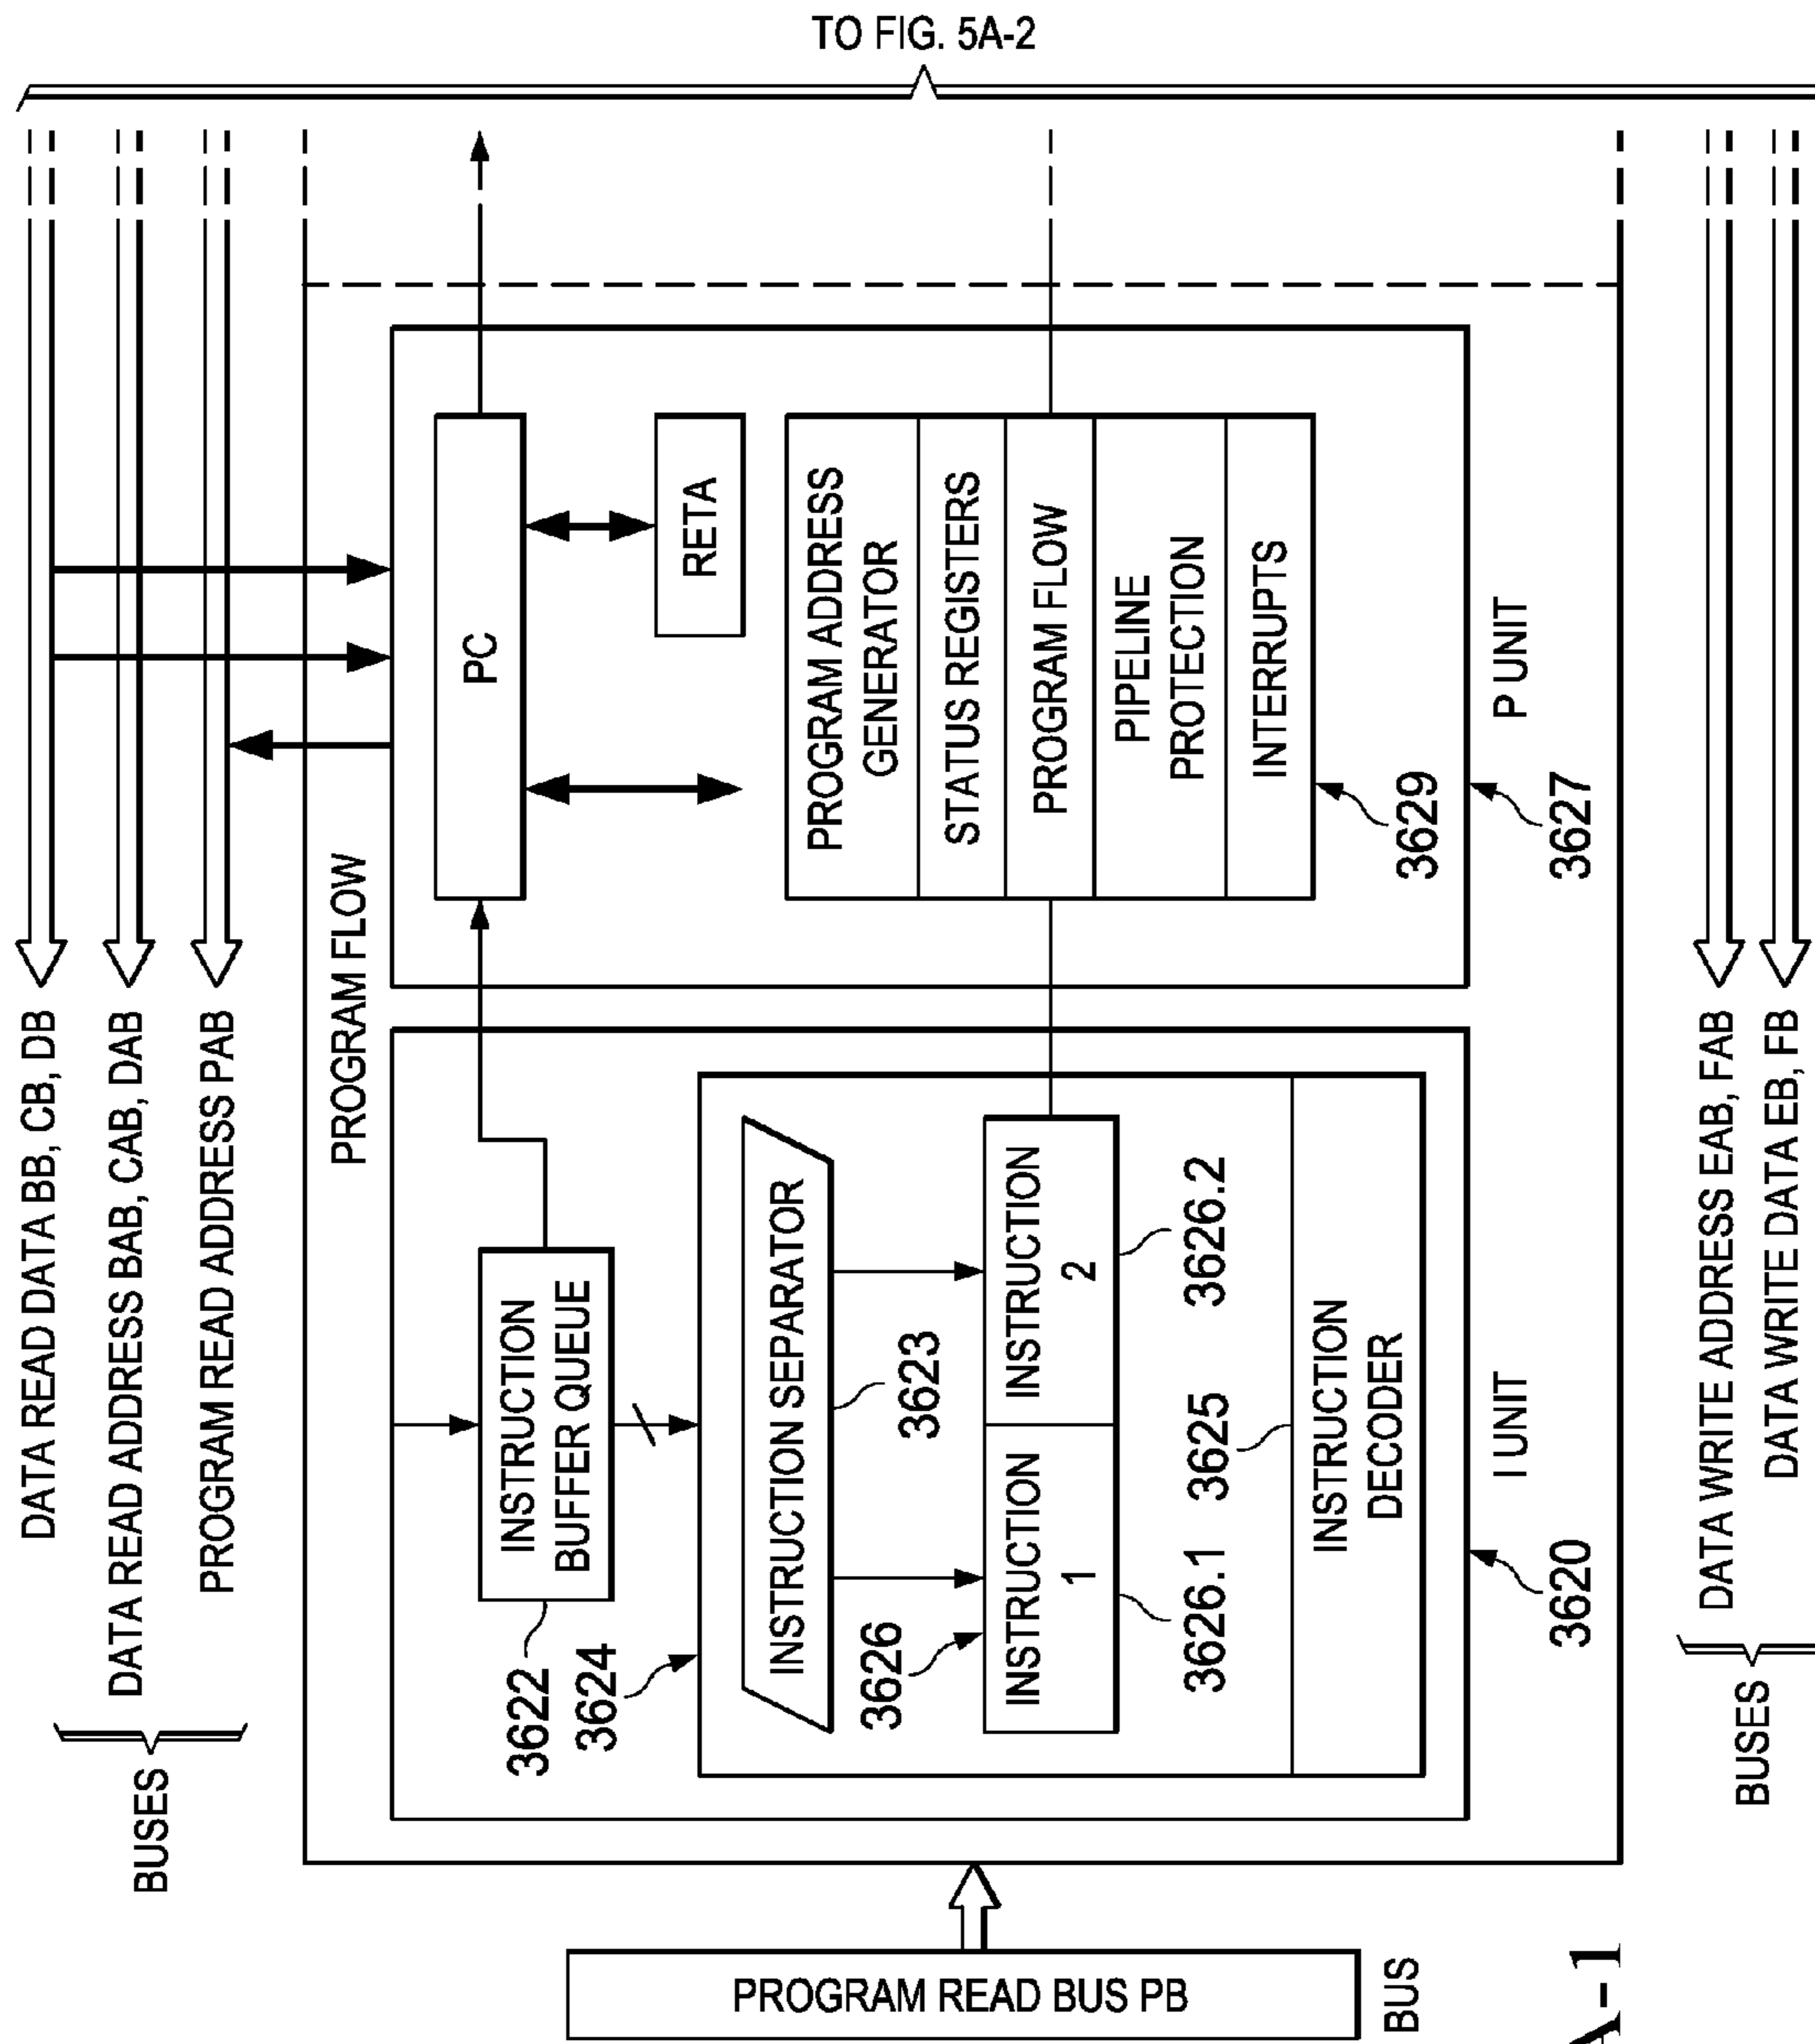 TO FIG. 5A-2
DATA READ DATA BB, CB, DB
DATA READ ADDRESS BAB, CAB, DAB
PROGRAM READ ADDRESS PAB
BUSES
PROGRAM FLOW
PC
RETA
PROGRAM ADDRESS
GENERATOR
STATUS REGISTERS
PROGRAM FLOW
PIPELINE
PROTECTION
INTERRUPTS
3629
3627
P UNIT
INSTRUCTION
BUFFER QUEUE
3622
3624
INSTRUCTION SEPARATOR
3623
3626
INSTRUCTION
1
INSTRUCTION
2
3626.1
3626.2
3625
INSTRUCTION
DECODER
I UNIT
3620
PROGRAM READ BUS PB
BUS
DATA WRITE ADDRESS EAB, FAB
DATA WRITE DATA EB, FB
BUSES
A-1